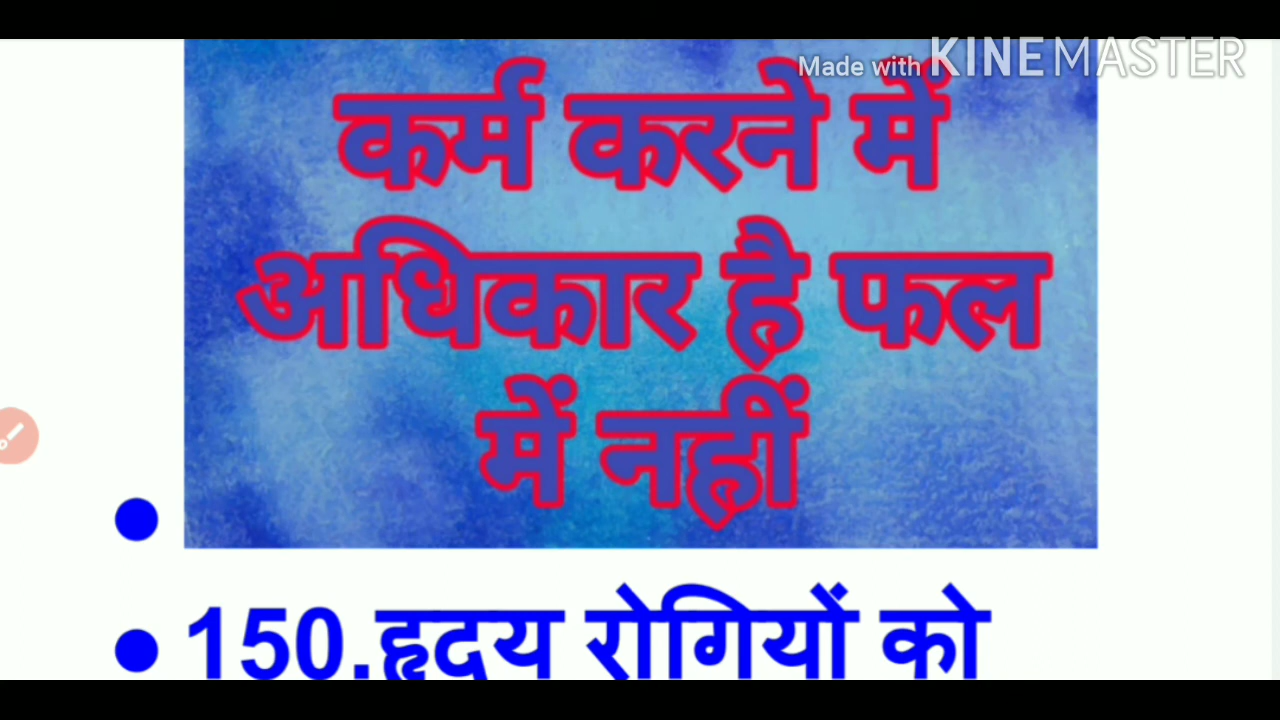 Made with KINEMASTER
कर्म करने में
अधिकार है फल
में नहीं
150.हृदय रोगियों को